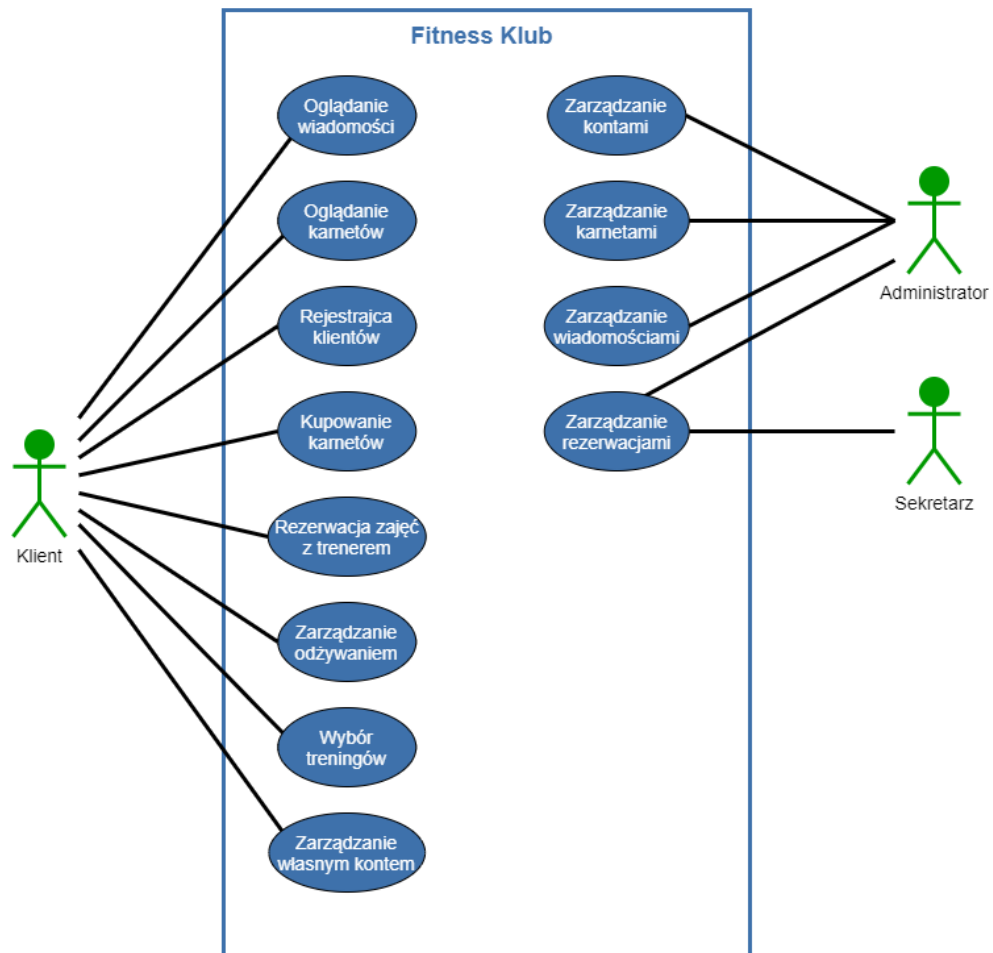 Fitness Klub
Oglądanie
wiadomości
Oglądanie
karnetów
Rejestrajca
klientów
Kupowanie
karnetów
Rezerwacja zajęć
z trenerem
Zarządzanie
odżywaniem
Wybór
treningów
Zarządzanie
własnym kontem
Zarządzanie
kontami
Zarządzanie
karnetami
Zarządzanie
wiadomościami
Zarządzanie
rezerwacjami
Klient
Administrator
Sekretarz